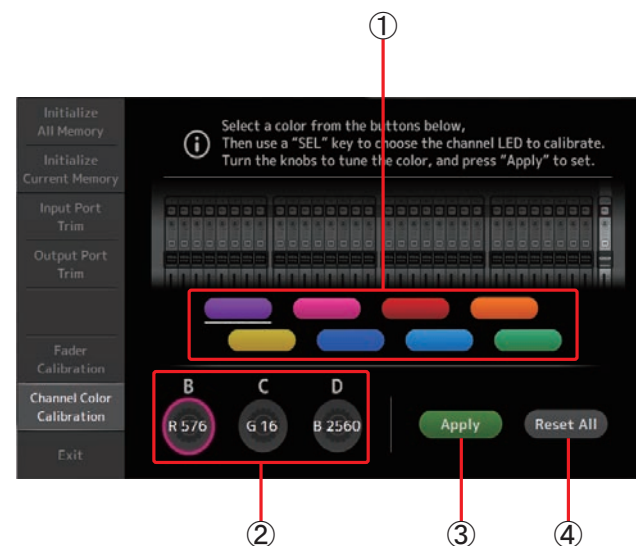 ①
Initialize
All Memory
Initialize
Current Memory
Input Port
Trim
Output Port
Trim
Fader
Calibration
Channel Color
Calibration
Exit
Select a color from the buttons below,
Then use a "SEL" key to choose the channel LED to calibrate.
Turn the knobs to tune the color, and press "Apply" to set.
B C D
R 576 G 16 B 2560
Apply Reset All
② ③ ④